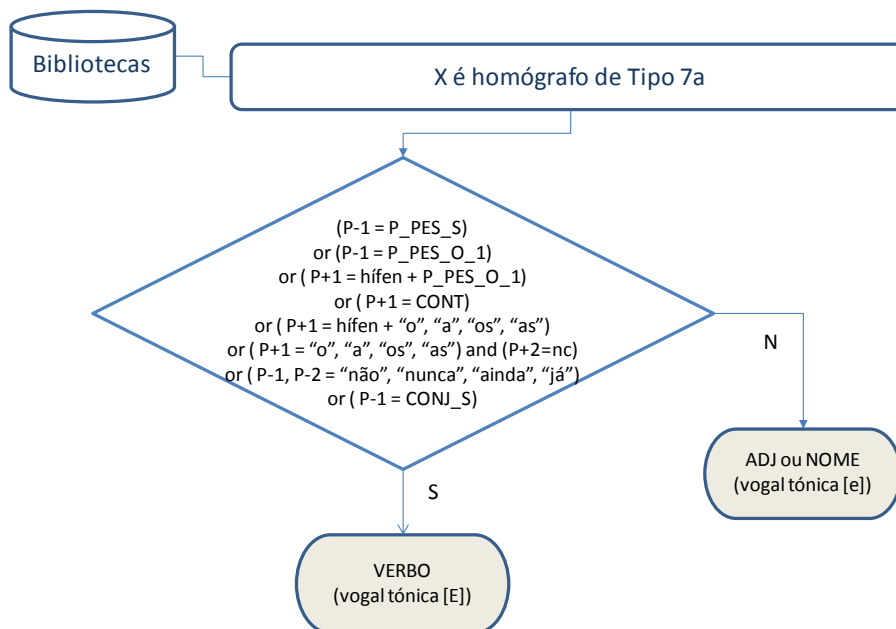 Bibliotecas
X é homógrafo de Tipo 7a
(P-1 = P_PES_S)
or (P-1 = P_PES_O_1)
or ( P+1 = hífen + P_PES_O_1)
or ( P+1 = CONT)
or ( P+1 = hífen + “o”, “a”, “os”, “as”)
or ( P+1 = “o”, “a”, “os”, “as”) and (P+2=nc)
or ( P-1, P-2 = “não”, “nunca”, “ainda”, “já”)
or ( P-1 = CONJ_S)
N
ADJ ou NOME
(vogal tónica [e])
S
VERBO
(vogal tónica [E])